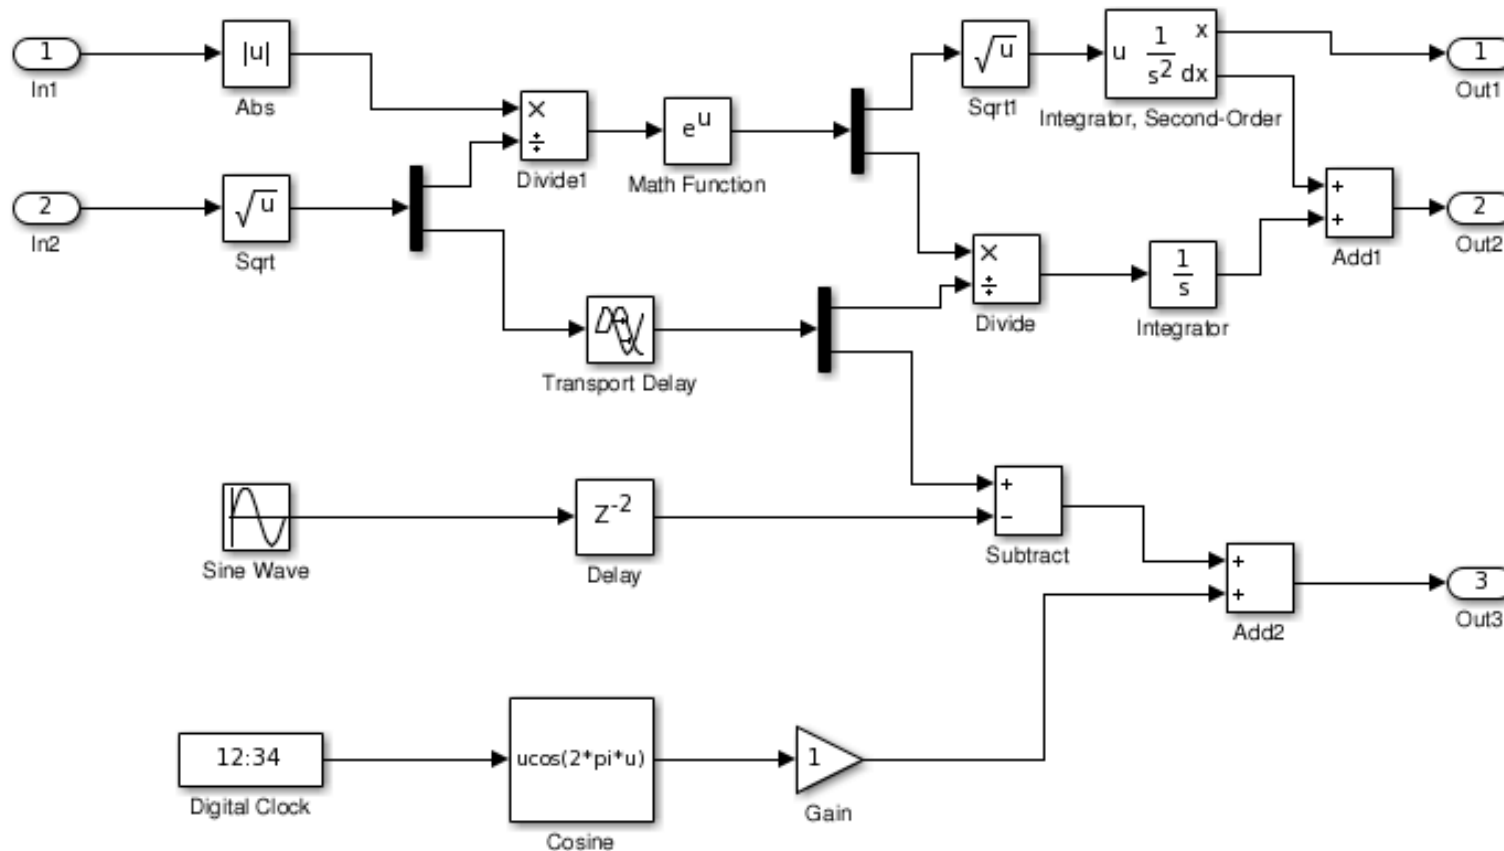 1
In1
|u|
Abs
2
In2
√u
Sqrt
×
÷
Divide1
e^u
Math Function
√u
Sqrt1
u 1/s² x
dx
Integrator, Second-Order
1
Out1
+
+
Add1
2
Out2
×
÷
Divide
1/s
Integrator
Transport Delay
Sine Wave
Z^-2
Delay
+
−
Subtract
+
+
Add2
3
Out3
12:34
Digital Clock
ucos(2*pi*u)
Cosine
1
Gain